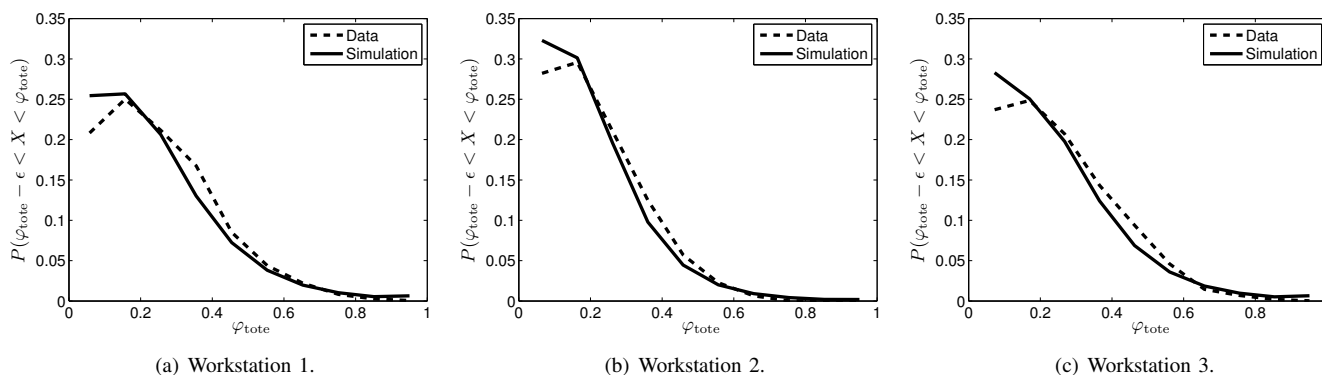 Data
Simulation
0.35
0.3
0.25
0.2
0.15
0.1
0.05
0
0 0.2 0.4 0.6 0.8 1
P(φtote − ϵ < X < φtote)
φtote
(a) Workstation 1.
Data
Simulation
0.35
0.3
0.25
0.2
0.15
0.1
0.05
0
0 0.2 0.4 0.6 0.8 1
P(φtote − ϵ < X < φtote)
φtote
(b) Workstation 2.
Data
Simulation
0.35
0.3
0.25
0.2
0.15
0.1
0.05
0
0 0.2 0.4 0.6 0.8
P(φtote − ϵ < X < φtote)
φtote
(c) Workstation 3.